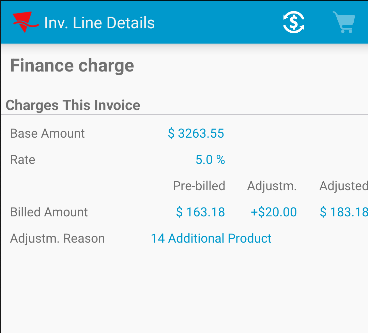 Inv. Line Details
Finance charge
Charges This Invoice
Base Amount $ 3263.55
Rate 5.0 %
Pre-billed Adjustm. Adjusted
Billed Amount $ 163.18 +$20.00 $ 183.18
Adjustm. Reason 14 Additional Product